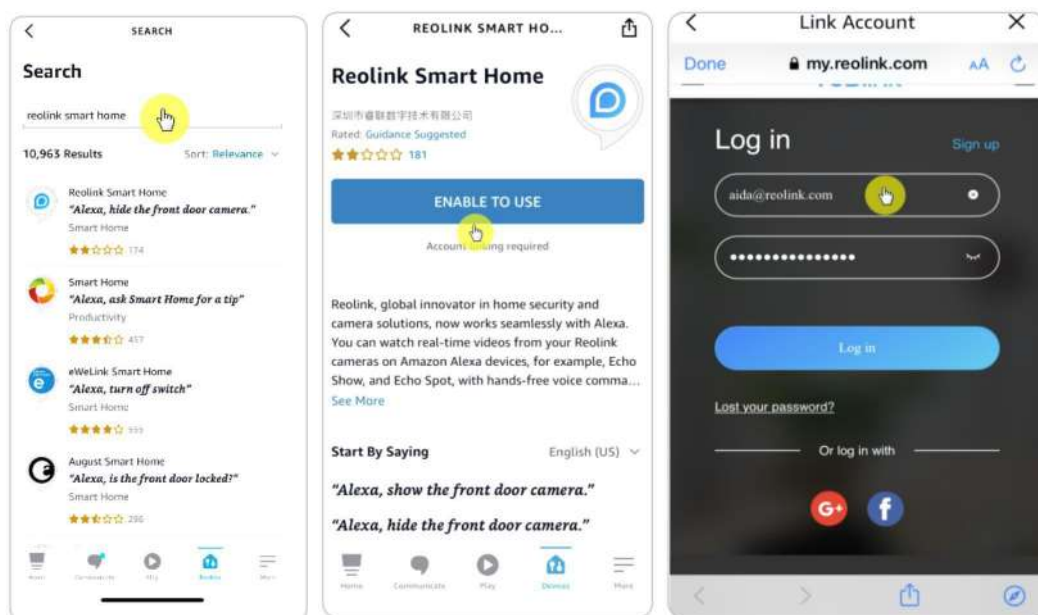 SEARCH
Search
reolink smart home
10,963 Results
Sort: Relevance
Reolink Smart Home
"Alexa, hide the front door camera."
Smart Home
174
Smart Home
"Alexa, ask Smart Home for a tip"
Productivity
457
eWeLink Smart Home
"Alexa, turn off switch"
Smart Home
August Smart Home
"Alexa, is the front door locked?"
Smart Home
296
Home
Communicate
Play
Devices
More
REOLINK SMART HO...
Reolink Smart Home
深圳市睿联数字技术有限公司
Rated: Guidance Suggested
181
ENABLE TO USE
Account linking required
Reolink, global innovator in home security and
camera solutions, now works seamlessly with Alexa.
You can watch real-time videos from your Reolink
cameras on Amazon Alexa devices, for example, Echo
Show, and Echo Spot, with hands-free voice comma...
See More
Start By Saying
English (US)
"Alexa, show the front door camera."
"Alexa, hide the front door camera."
Home
Communicate
Play
Devices
More
Link Account
Done
my.reolink.com
AA
Log in
Sign up
aida@reolink.com
Log in
Lost your password?
Or log in with
G+
f